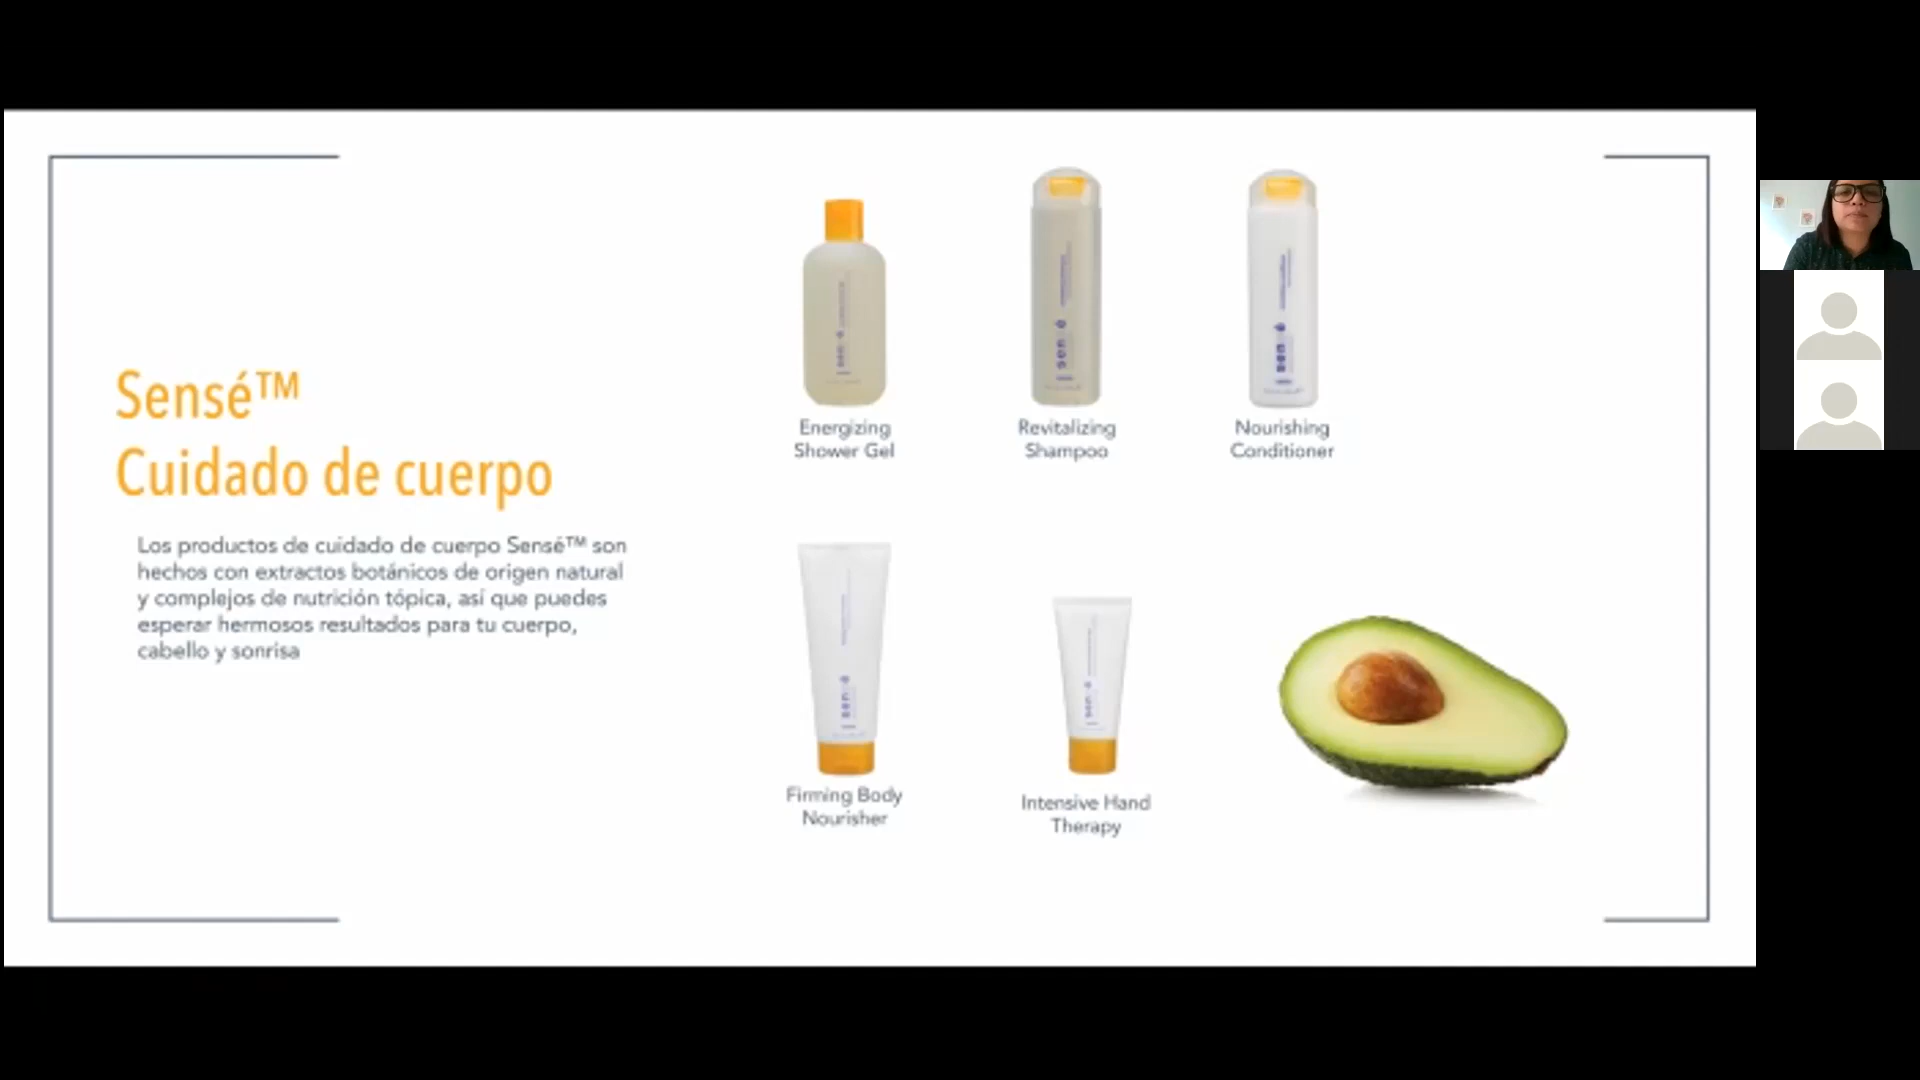 Sensé™
Cuidado de cuerpo
Los productos de cuidado de cuerpo Sensé™ son
hechos con extractos botánicos de origen natural
y complejos de nutrición tópica, así que puedes
esperar hermosos resultados para tu cuerpo,
cabello y sonrisa
Energizing
Shower Gel
Revitalizing
Shampoo
Nourishing
Conditioner
Firming Body
Nourisher
Intensive Hand
Therapy